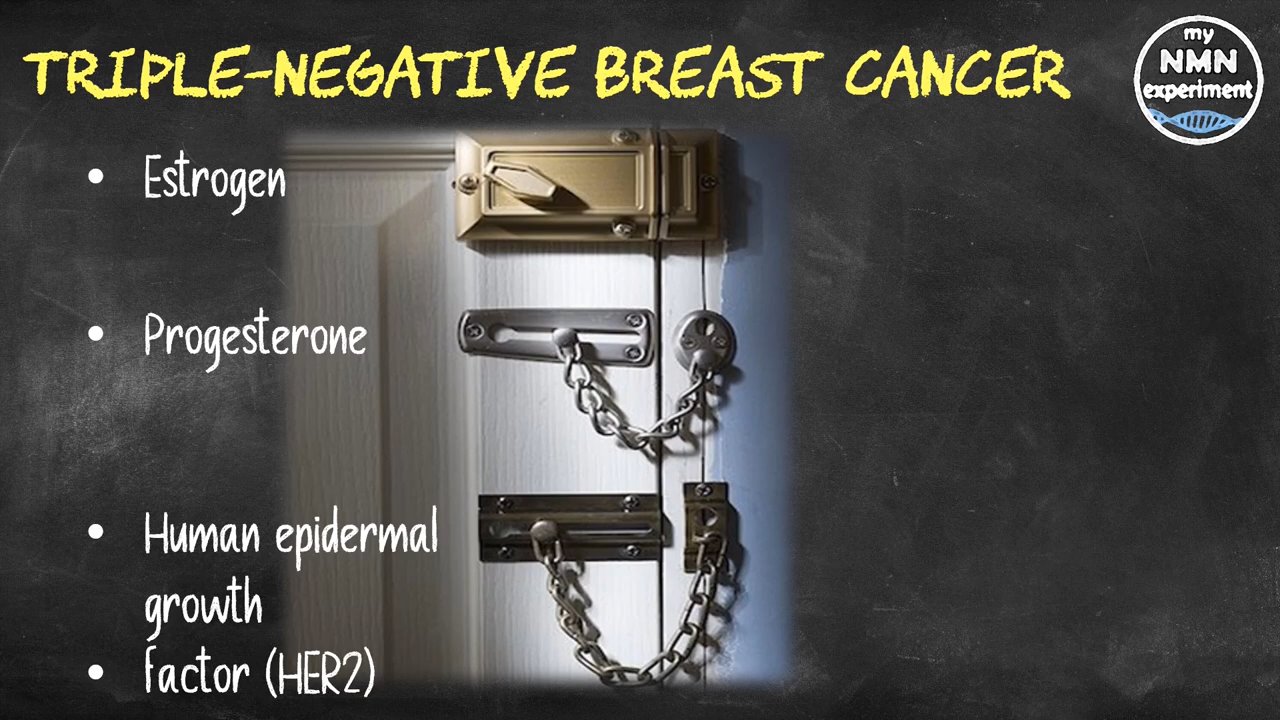 TRIPLE-NEGATIVE BREAST CANCER
my
NMN
experiment
• Estrogen
• Progesterone
• Human epidermal
growth
• factor (HER2)